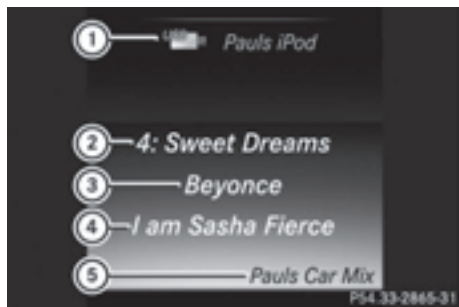 1 USB Pauls iPod
2 4: Sweet Dreams
3 Beyonce
4 I am Sasha Fierce
5 Pauls Car Mix
P54.33-2865-31